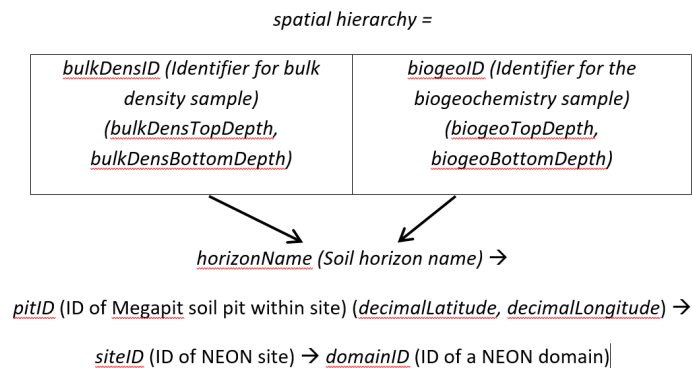 spatial hierarchy =
bulkDensID (Identifier for bulk
density sample)
(bulkDensTopDepth,
bulkDensBottomDepth)
biogeoID (Identifier for the
biogeochemistry sample)
(biogeoTopDepth,
biogeoBottomDepth)
horizonName (Soil horizon name) →
pitID (ID of Megapit soil pit within site) (decimalLatitude, decimalLongitude) →
siteID (ID of NEON site) → domainID (ID of a NEON domain)